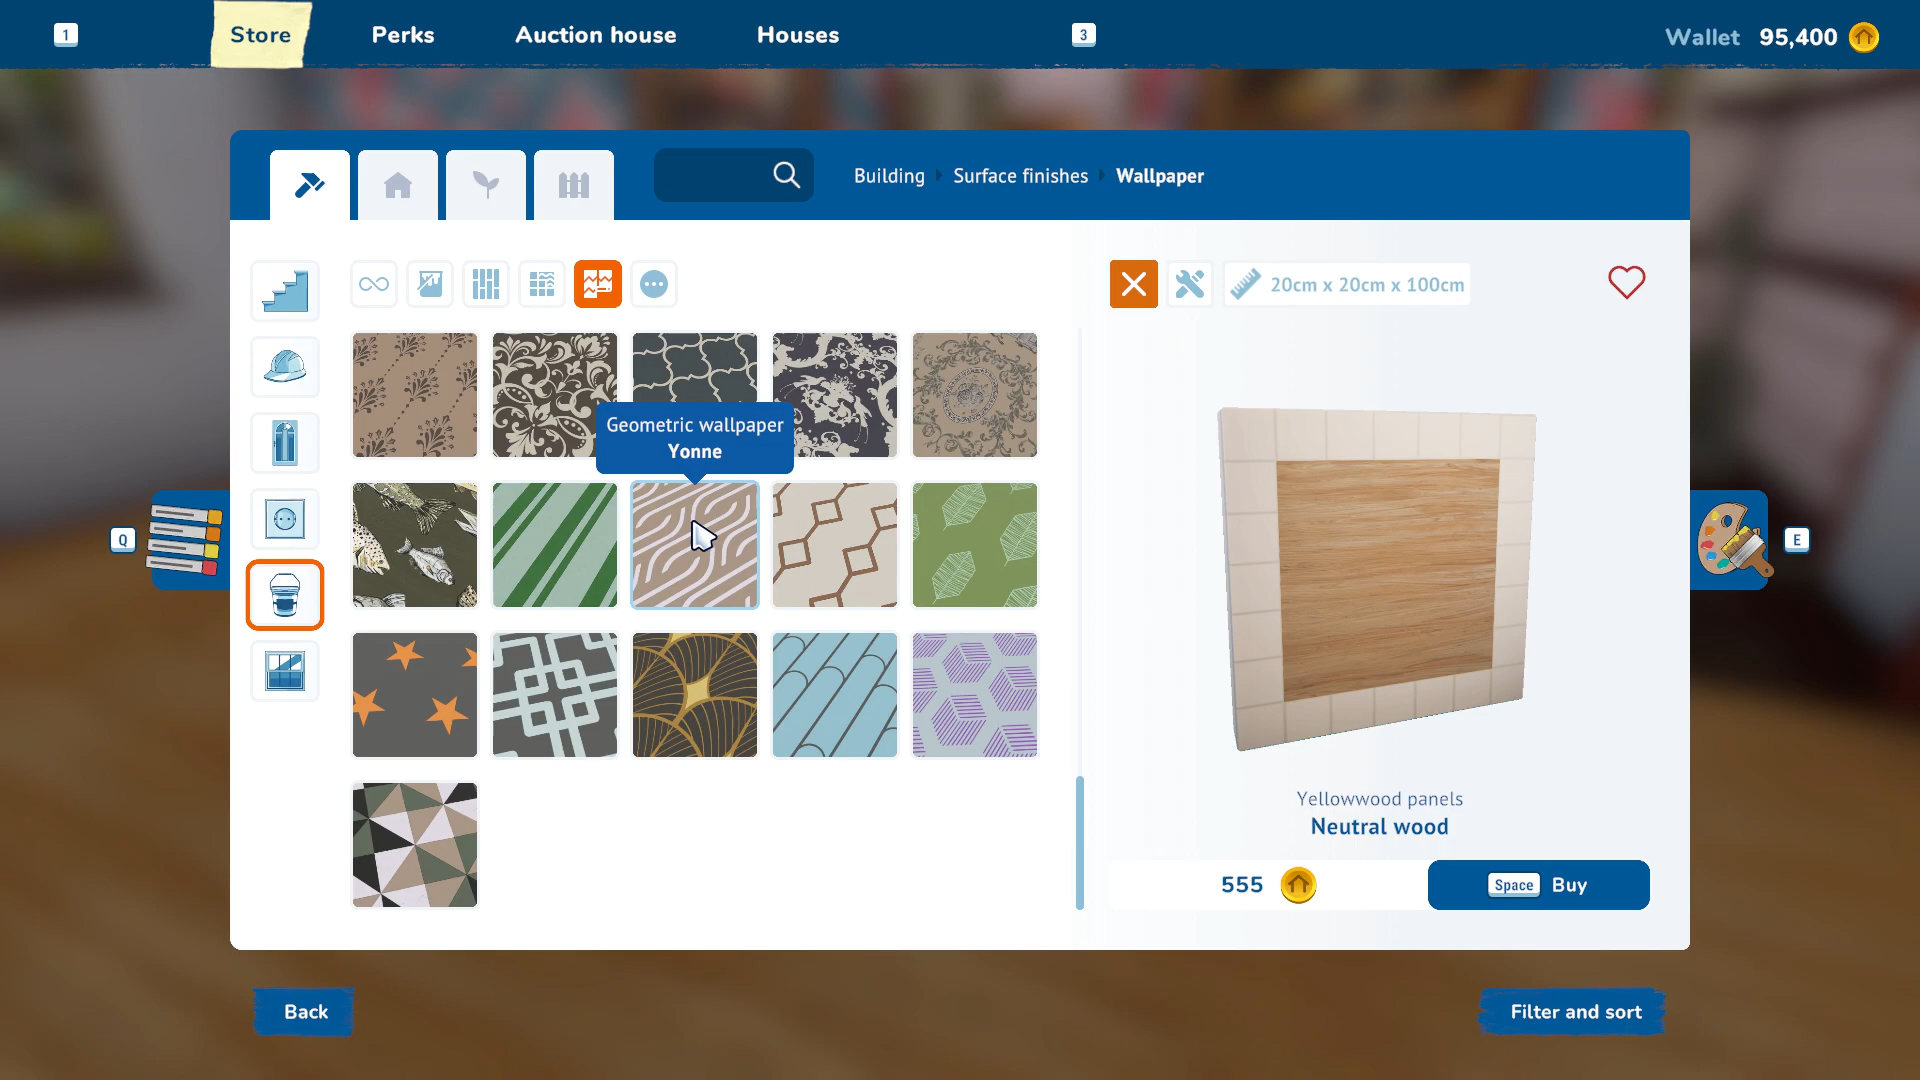 1
Store
Perks
Auction house
Houses
3
Wallet 95,400
Building
Surface finishes
Wallpaper
20cm x 20cm x 100cm
Geometric wallpaper
Yonne
Q
E
Yellowwood panels
Neutral wood
555
Space Buy
Back
Filter and sort